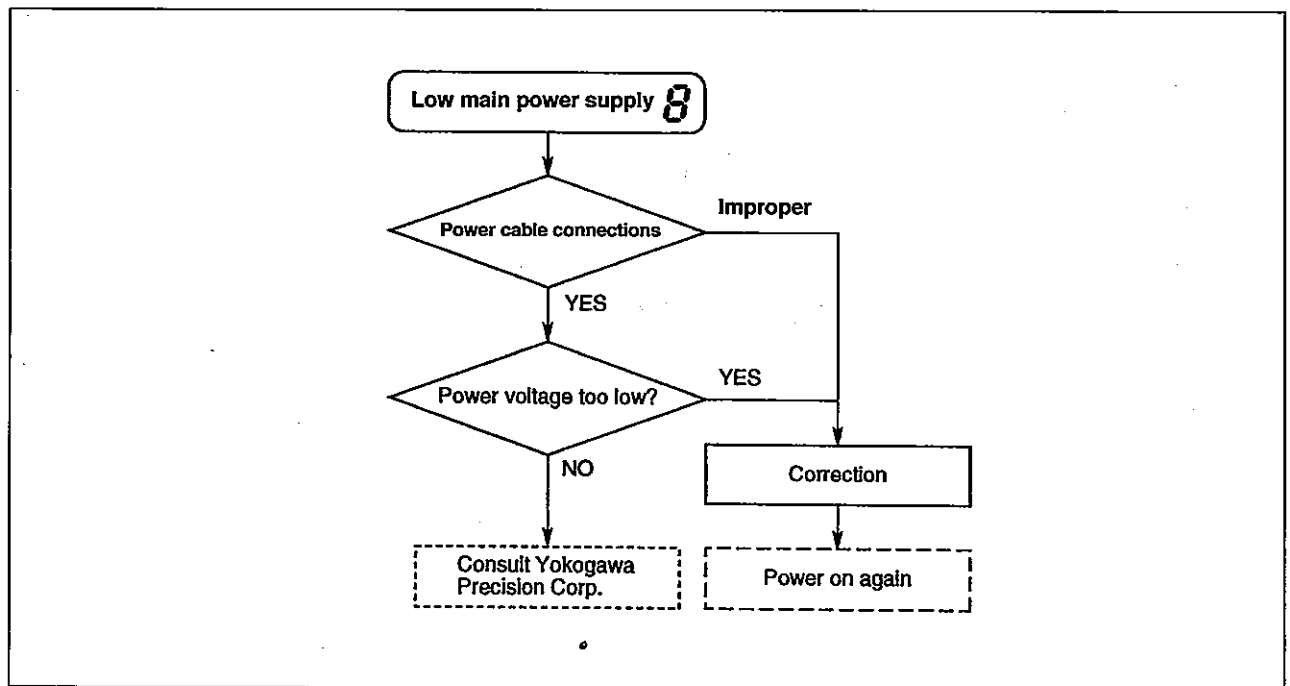 Low main power supply 8
Power cable connections
Improper
YES
Power voltage too low?
YES
NO
Correction
Consult Yokogawa
Precision Corp.
Power on again